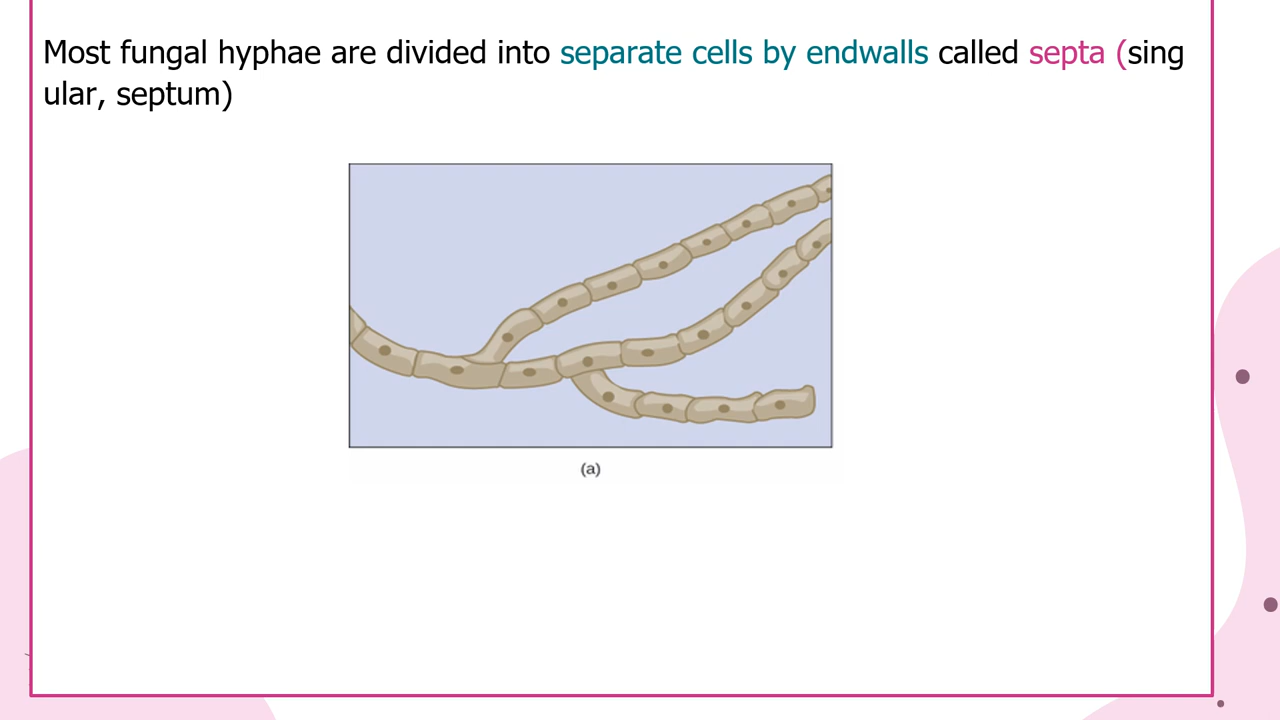 Most fungal hyphae are divided into separate cells by endwalls called septa (sing
ular, septum)
(a)